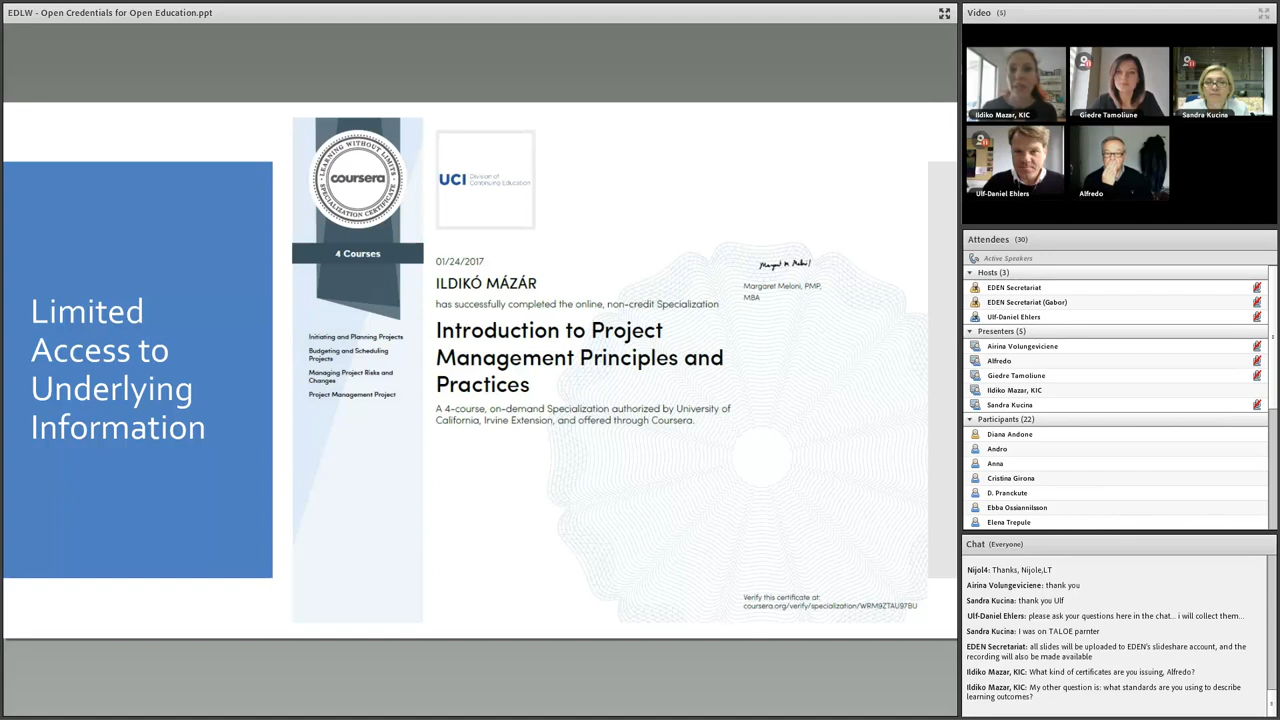 EDLW - Open Credentials for Open Education.ppt
Limited
Access to
Underlying
Information
LEARNING WITHOUT LIMITS
coursera
SPECIALIZATION CERTIFICATE
4 Courses
Initiating and Planning Projects
Budgeting and Scheduling
Projects
Managing Project Risks and
Changes
Project Management Project
UCI Division of
Continuing Education
01/24/2017
ILDIKÓ MÁZÁR
has successfully completed the online, non-credit Specialization
Introduction to Project
Management Principles and
Practices
A 4-course, on-demand Specialization authorized by University of
California, Irvine Extension, and offered through Coursera.
Margaret Meloni, PMP,
MBA
Verify this certificate at:
coursera.org/verify/specialization/WRM9ZTAU97BU
Video (5)
Ildiko Mazar, KIC
Giedre Tamoliune
Sandra Kucina
Ulf-Daniel Ehlers
Alfredo
Attendees (30)
Active Speakers
Hosts (3)
EDEN Secretariat
EDEN Secretariat (Gabor)
Ulf-Daniel Ehlers
Presenters (5)
Airina Volungeviciene
Alfredo
Giedre Tamoliune
Ildiko Mazar, KIC
Sandra Kucina
Participants (22)
Diana Andone
Andro
Anna
Cristina Girona
D. Pranckute
Ebba Ossiannilsson
Elena Trepule
Chat (Everyone)
Nijol4: Thanks, Nijole,LT
Airina Volungeviciene: thank you
Sandra Kucina: thank you Ulf
Ulf-Daniel Ehlers: please ask your questions here in the chat... i will collect them...
Sandra Kucina: I was on TALOE parnter
EDEN Secretariat: all slides will be uploaded to EDEN's slideshare account, and the
recording will also be made available
Ildiko Mazar, KIC: What kind of certificates are you issuing, Alfredo?
Ildiko Mazar, KIC: My other question is: what standards are you using to describe
learning outcomes?